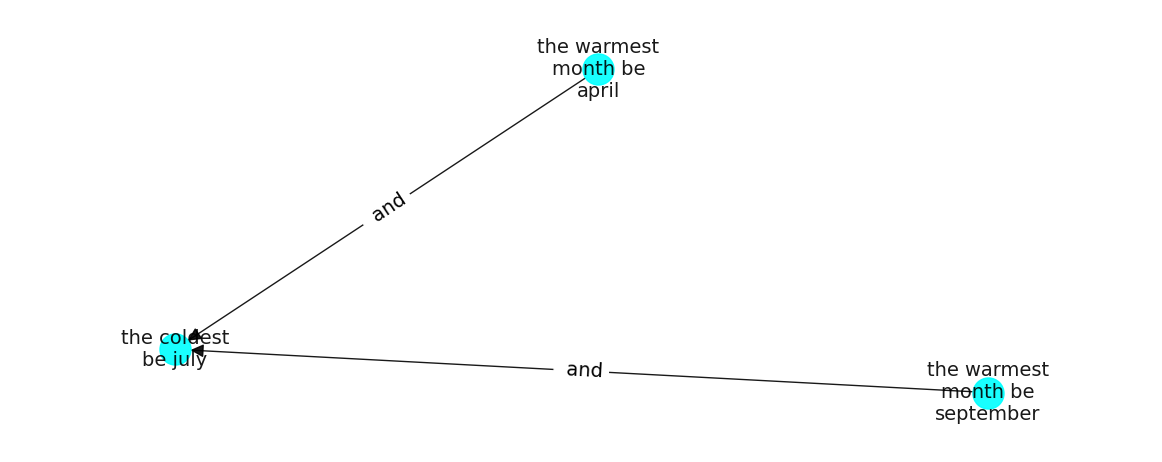 the warmest
month be
april
and
the coldest
be july
and
the warmest
month be
september